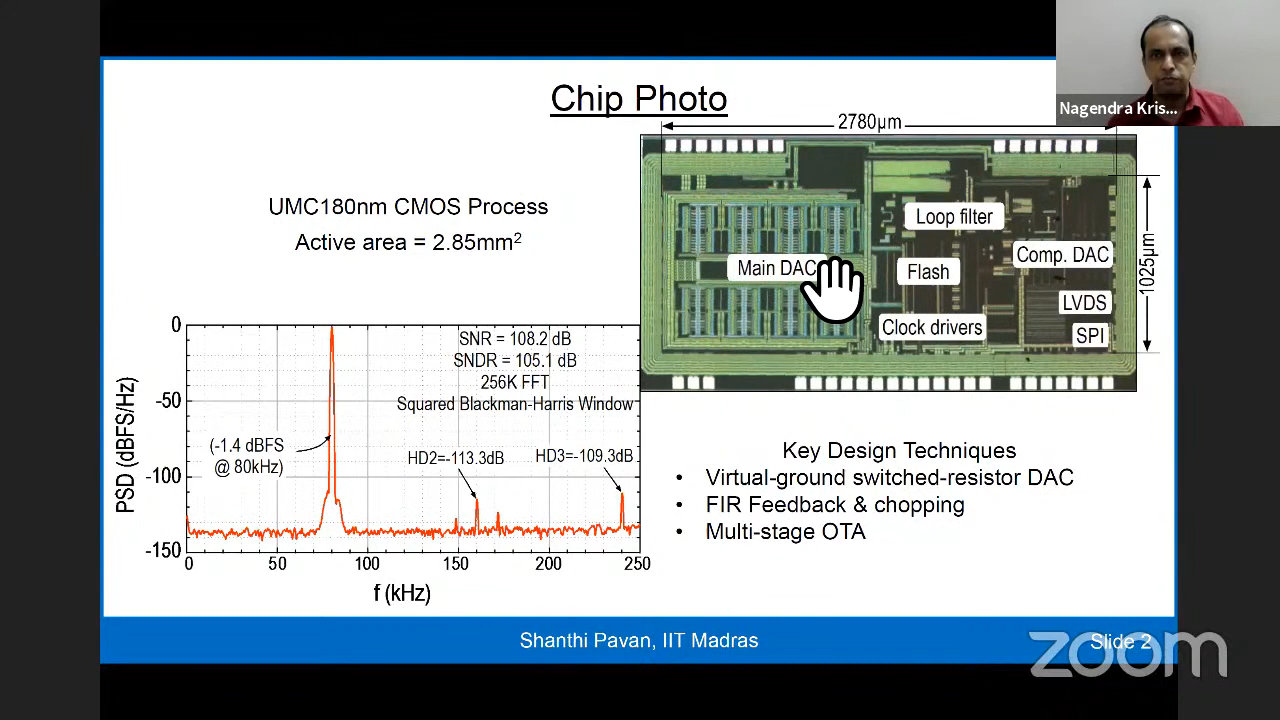 Chip Photo
Nagendra Kris...
2780µm
UMC180nm CMOS Process
Active area = 2.85mm²
Loop filter
Main DAC
Flash
Comp. DAC
Clock drivers
LVDS
SPI
1025µm
SNR = 108.2 dB
SNDR = 105.1 dB
256K FFT
Squared Blackman-Harris Window
(-1.4 dBFS
@ 80kHz)
HD2=-113.3dB
HD3=-109.3dB
PSD (dBFS/Hz)
0
-50
-100
-150
0 50 100 150 200 250
f (kHz)
Key Design Techniques
• Virtual-ground switched-resistor DAC
• FIR Feedback & chopping
• Multi-stage OTA
Shanthi Pavan, IIT Madras
Slide 2
zoom